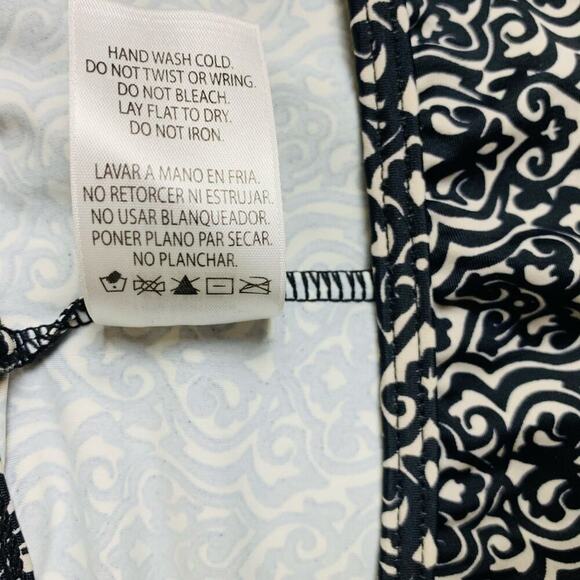 HAND WASH COLD.
DO NOT TWIST OR WRING.
DO NOT BLEACH.
LAY FLAT TO DRY.
DO NOT IRON.
LAVAR A MANO EN FRIA.
NO RETORCER NI ESTRUJAR.
NO USAR BLANQUEADOR.
PONER PLANO PAR SECAR.
NO PLANCHAR.